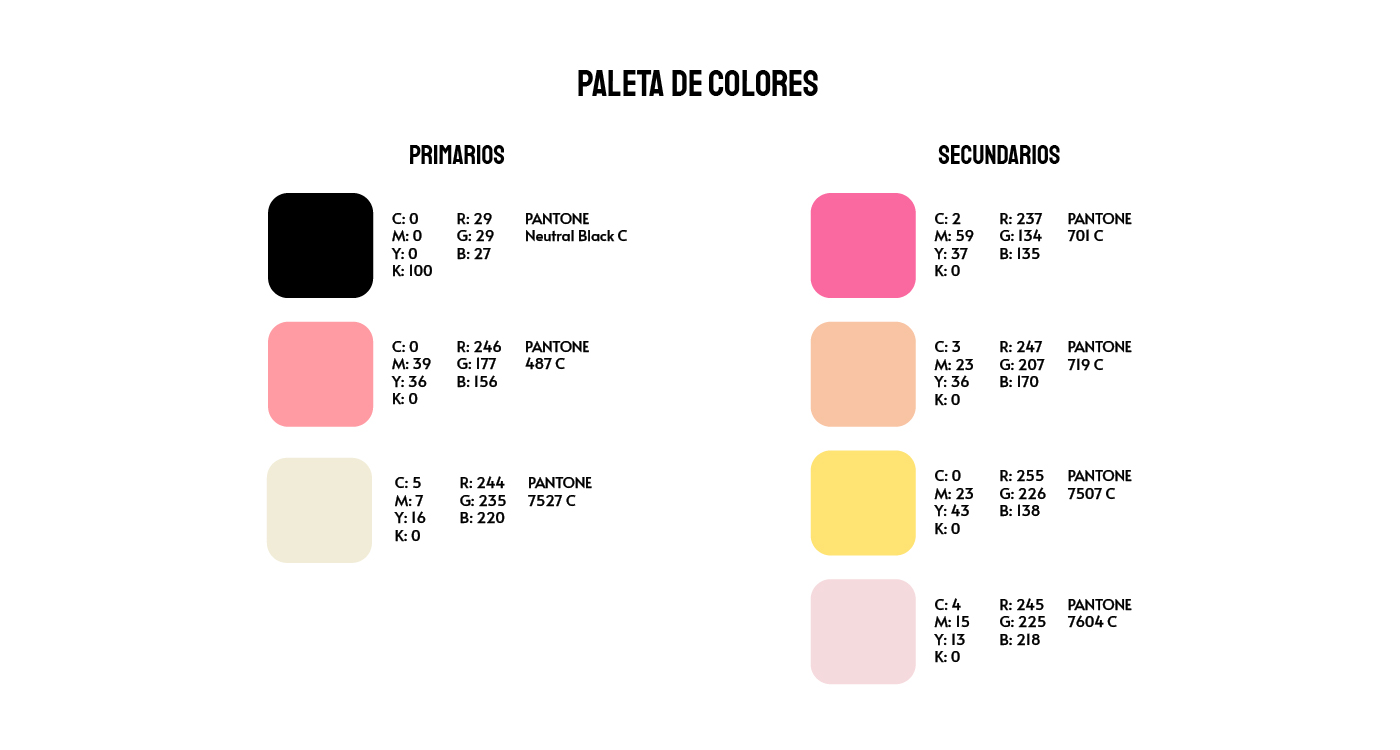 PALETA DE COLORES
PRIMARIOS
C: 0 R: 29 PANTONE
M: 0 G: 29 Neutral Black C
Y: 0 B: 27
K: 100
C: 0 R: 246 PANTONE
M: 39 G: 177 487 C
Y: 36 B: 156
K: 0
C: 5 R: 244 PANTONE
M: 7 G: 235 7527 C
Y: 16 B: 220
K: 0
SECUNDARIOS
C: 2 R: 237 PANTONE
M: 59 G: 134 701 C
Y: 37 B: 135
K: 0
C: 3 R: 247 PANTONE
M: 23 G: 207 719 C
Y: 36 B: 170
K: 0
C: 0 R: 255 PANTONE
M: 23 G: 226 7507 C
Y: 43 B: 138
K: 0
C: 4 R: 245 PANTONE
M: 15 G: 225 7604 C
Y: 13 B: 218
K: 0